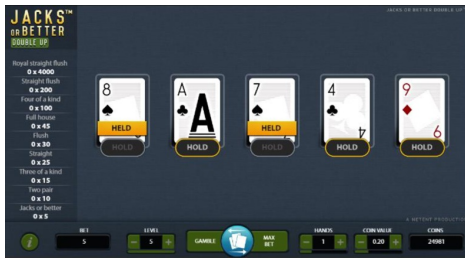 JACKS™
OR BETTER
DOUBLE UP
JACKS OR BETTER DOUBLE UP
Royal straight flush
0 x 4000
Straight flush
0 x 200
Four of a kind
0 x 100
Full house
0 x 45
Flush
0 x 30
Straight
0 x 25
Three of a kind
0 x 15
Two pair
0 x 10
Jacks or better
0 x 5
8 A 7 4 9
A
HELD HELD
HOLD HOLD HOLD HOLD HOLD
4 9
A NETENT PRODUCTION
BET LEVEL HANDS COIN VALUE COINS
i 5 - 5 + GAMBLE MAX BET - 1 + - 0.20 + 24981